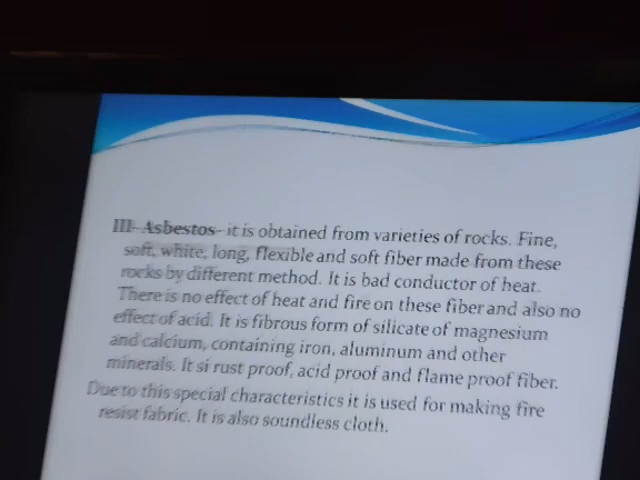 III- Asbestos- it is obtained from varieties of rocks. Fine,
soft, white, long, flexible and soft fiber made from these
rocks by different method. It is bad conductor of heat.
There is no effect of heat and fire on these fiber and also no
effect of acid. It is fibrous form of silicate of magnesium
and calcium, containing iron, aluminum and other
minerals. It si rust proof, acid proof and flame proof fiber.
Due to this special characteristics it is used for making fire
resist fabric. It is also soundless cloth.